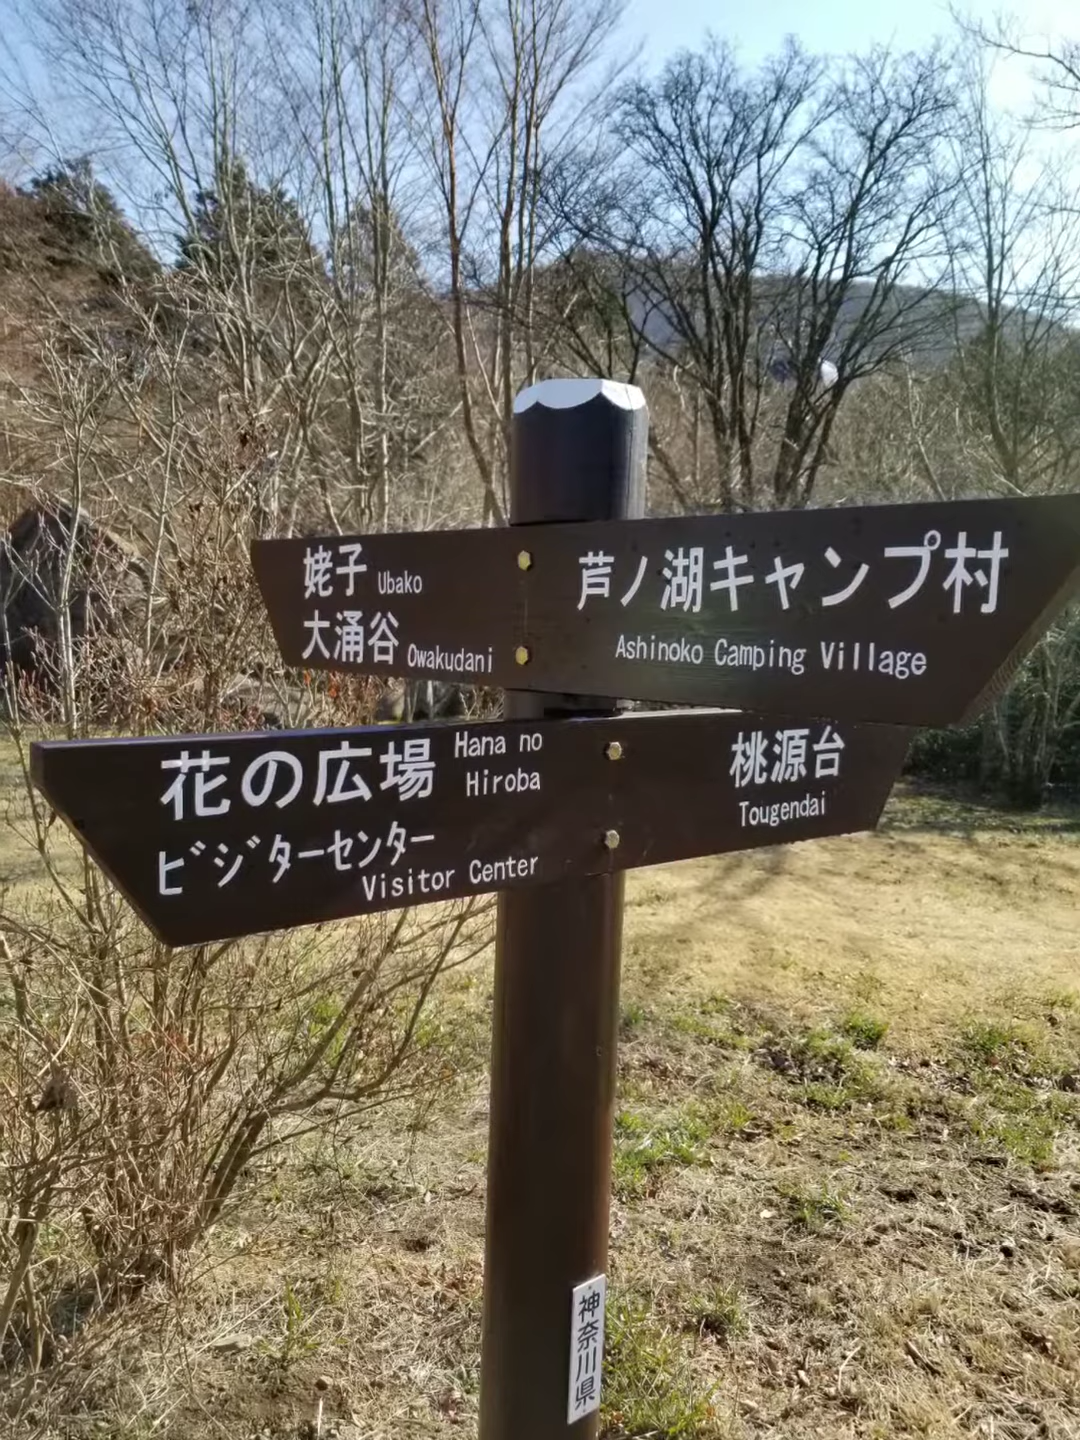 姥子 Ubako
大涌谷 Owakudani
芦ノ湖キャンプ村
Ashinoko Camping Village
花の広場 Hana no Hiroba
ビジターセンター
Visitor Center
桃源台
Tougendai
神奈川県